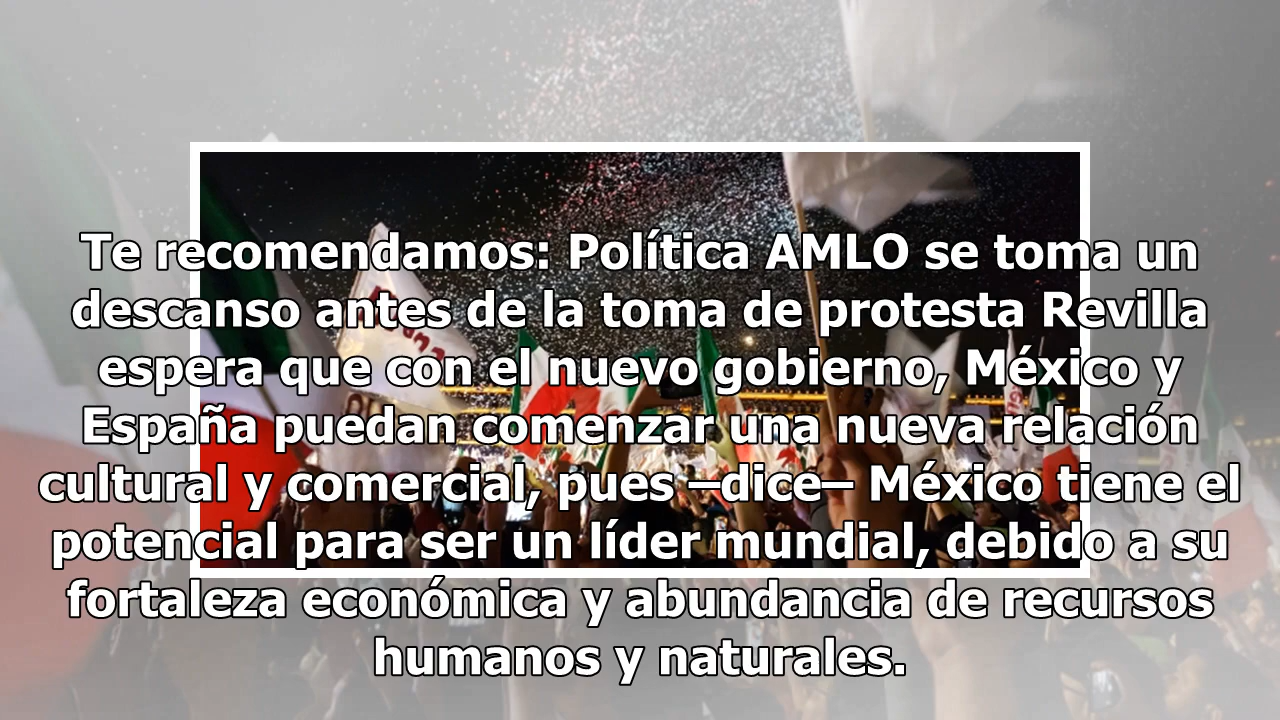 Te recomendamos: Política AMLO se toma un
descanso antes de la toma de protesta Revilla
espera que con el nuevo gobierno, México y
España puedan comenzar una nueva relación
cultural y comercial, pues –dice– México tiene el
potencial para ser un líder mundial, debido a su
fortaleza económica y abundancia de recursos
humanos y naturales.